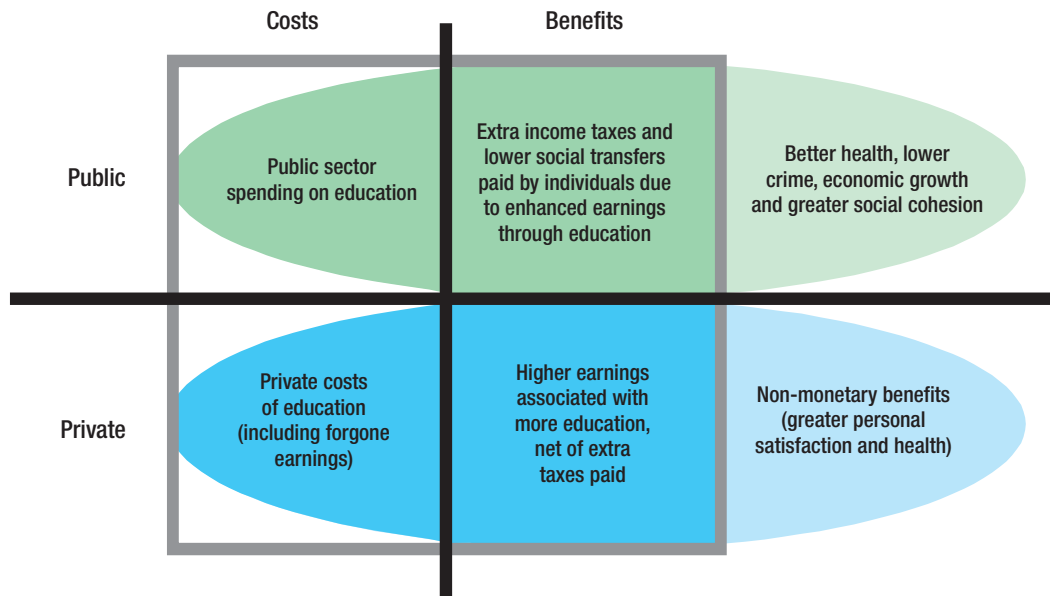 Costs
Benefits
Public
Public sector
spending on education
Extra income taxes and
lower social transfers
paid by individuals due
to enhanced earnings
through education
Better health, lower
crime, economic growth
and greater social cohesion
Private
Private costs
of education
(including forgone
earnings)
Higher earnings
associated with
more education,
net of extra
taxes paid
Non-monetary benefits
(greater personal
satisfaction and health)